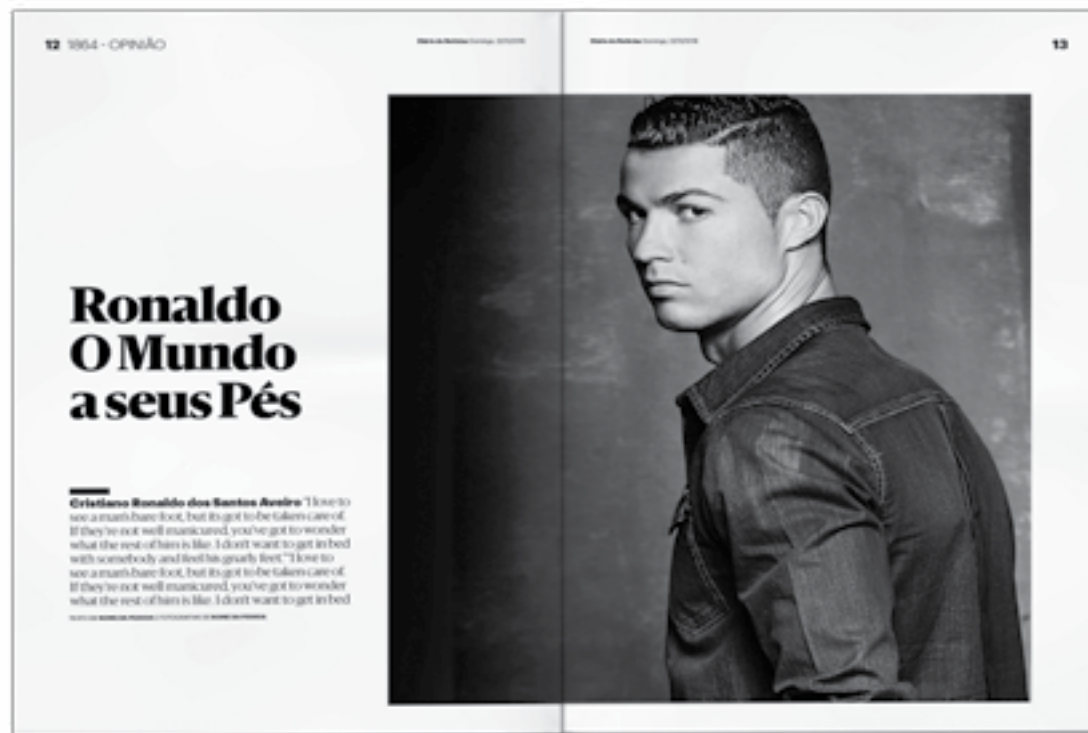 12 1864 - OPINIÃO
13
Ronaldo
O Mundo
a seus Pés
Cristiano Ronaldo dos Santos Aveiro "I love to
see a man's bare foot, but its got to be taken care of.
If they're not well manicured, you've got to wonder
what the rest of him is like. I don't want to get in bed
with somebody and feel his gnarly feet." "I love to
see a man's bare foot, but its got to be taken care of.
If they're not well manicured, you've got to wonder
what the rest of him is like. I don't want to get in bed